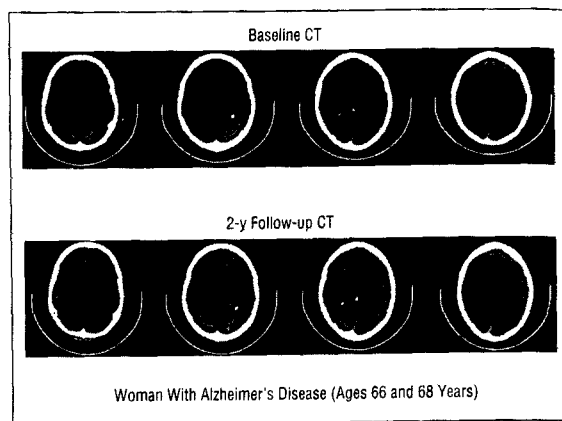 Baseline CT
2-y Follow-up CT
Woman With Alzheimer's Disease (Ages 66 and 68 Years)